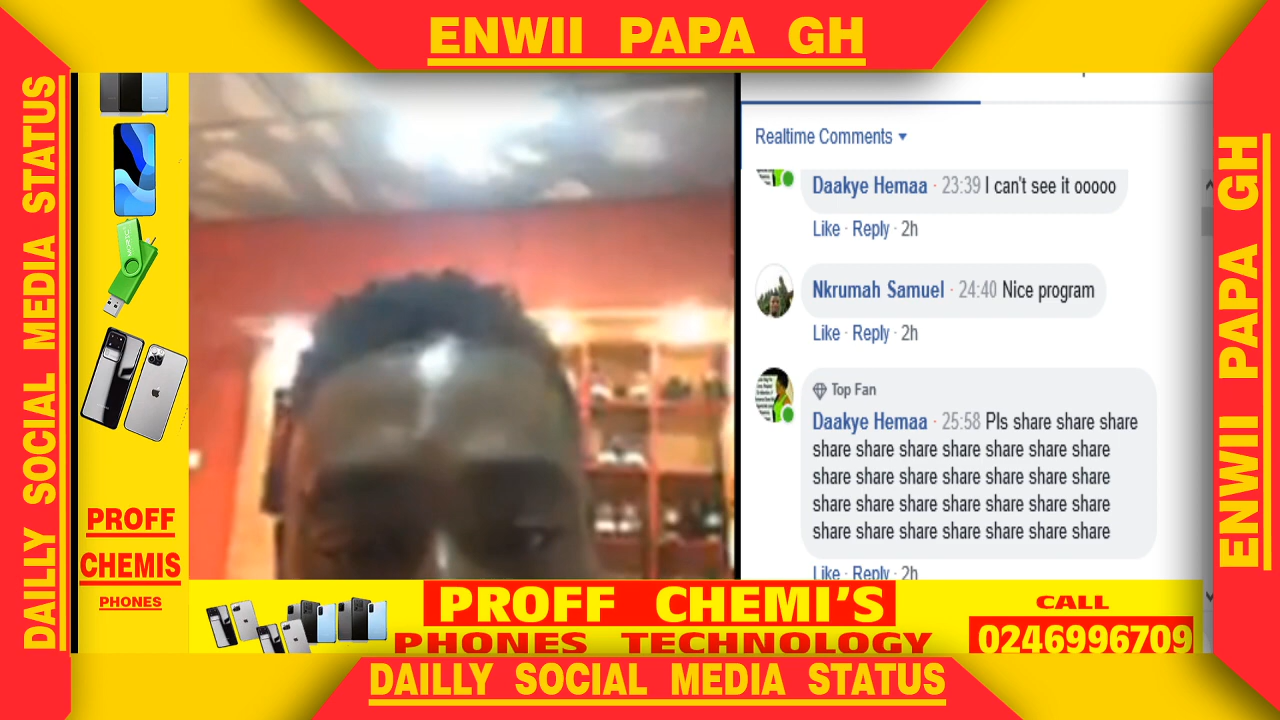 ENWII PAPA GH
DAILLY SOCIAL MEDIA STATUS
Realtime Comments
Daakye Hemaa · 23:39 I can't see it ooooo
Like · Reply · 2h
Nkrumah Samuel · 24:40 Nice program
Like · Reply · 2h
Top Fan
Daakye Hemaa · 25:58 Pls share share share
share share share share share share share
share share share share share share share
share share share share share share share
share share share share share share share
Like · Reply · 2h
ENWII PAPA GH
PROFF
CHEMIS
PHONES
PROFF CHEMI'S
PHONES TECHNOLOGY
CALL
0246996709
DAILLY SOCIAL MEDIA STATUS